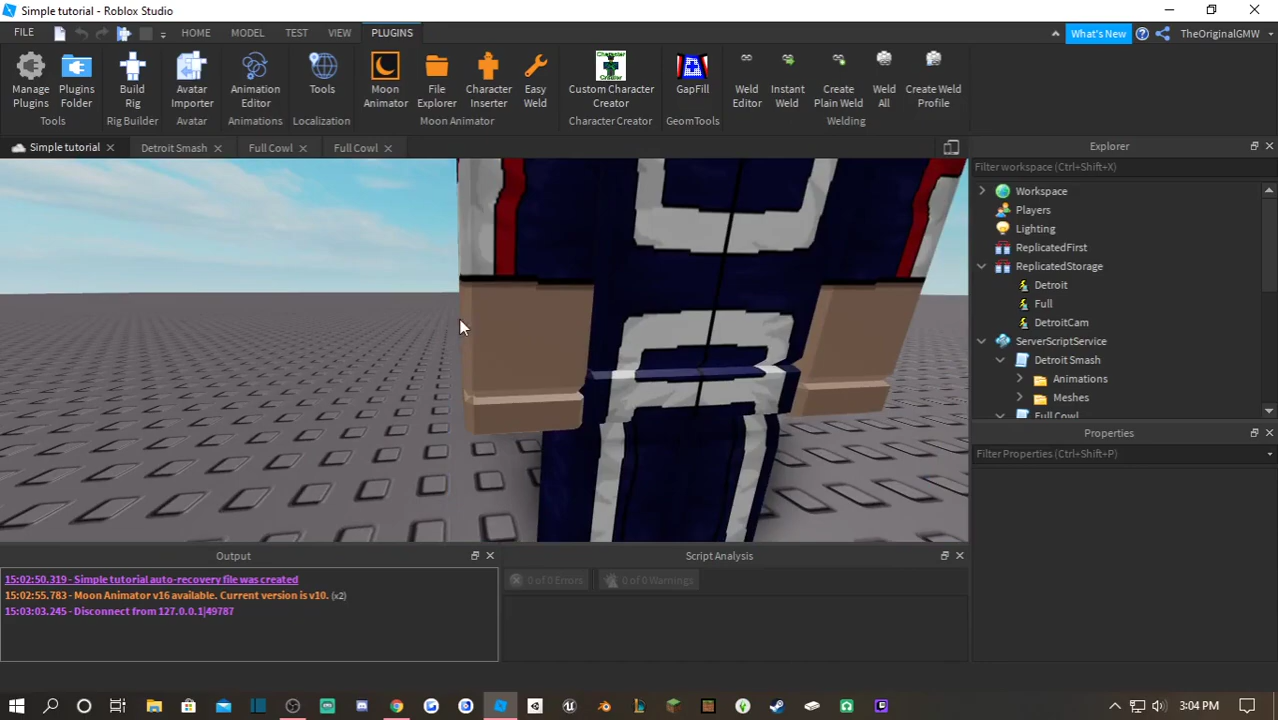 Simple tutorial - Roblox Studio
FILE
HOME
MODEL
TEST
VIEW
PLUGINS
What's New
TheOriginalGMW
Manage Plugins
Plugins Folder
Tools
Build Rig
Rig Builder
Avatar Importer
Avatar
Animation Editor
Animations
Tools
Localization
Moon Animator
File Explorer
Character Inserter
Easy Weld
Moon Animator
Character Creator
Custom Character Creator
Character Creator
GapFill
GeomTools
Weld Editor
Instant Weld
Create Plain Weld
Weld All
Create Weld Profile
Welding
Simple tutorial
Detroit Smash
Full Cowl
Full Cowl
Explorer
Filter workspace (Ctrl+Shift+X)
Workspace
Players
Lighting
ReplicatedFirst
ReplicatedStorage
Detroit
Full
DetroitCam
ServerScriptService
Detroit Smash
Animations
Meshes
Full Cowl
Properties
Filter Properties (Ctrl+Shift+P)
Output
15:02:50.319 - Simple tutorial auto-recovery file was created
15:02:55.783 - Moon Animator v16 available. Current version is v10. (x2)
15:03:03.245 - Disconnect from 127.0.0.1|49787
Script Analysis
0 of 0 Errors
0 of 0 Warnings
3:04 PM